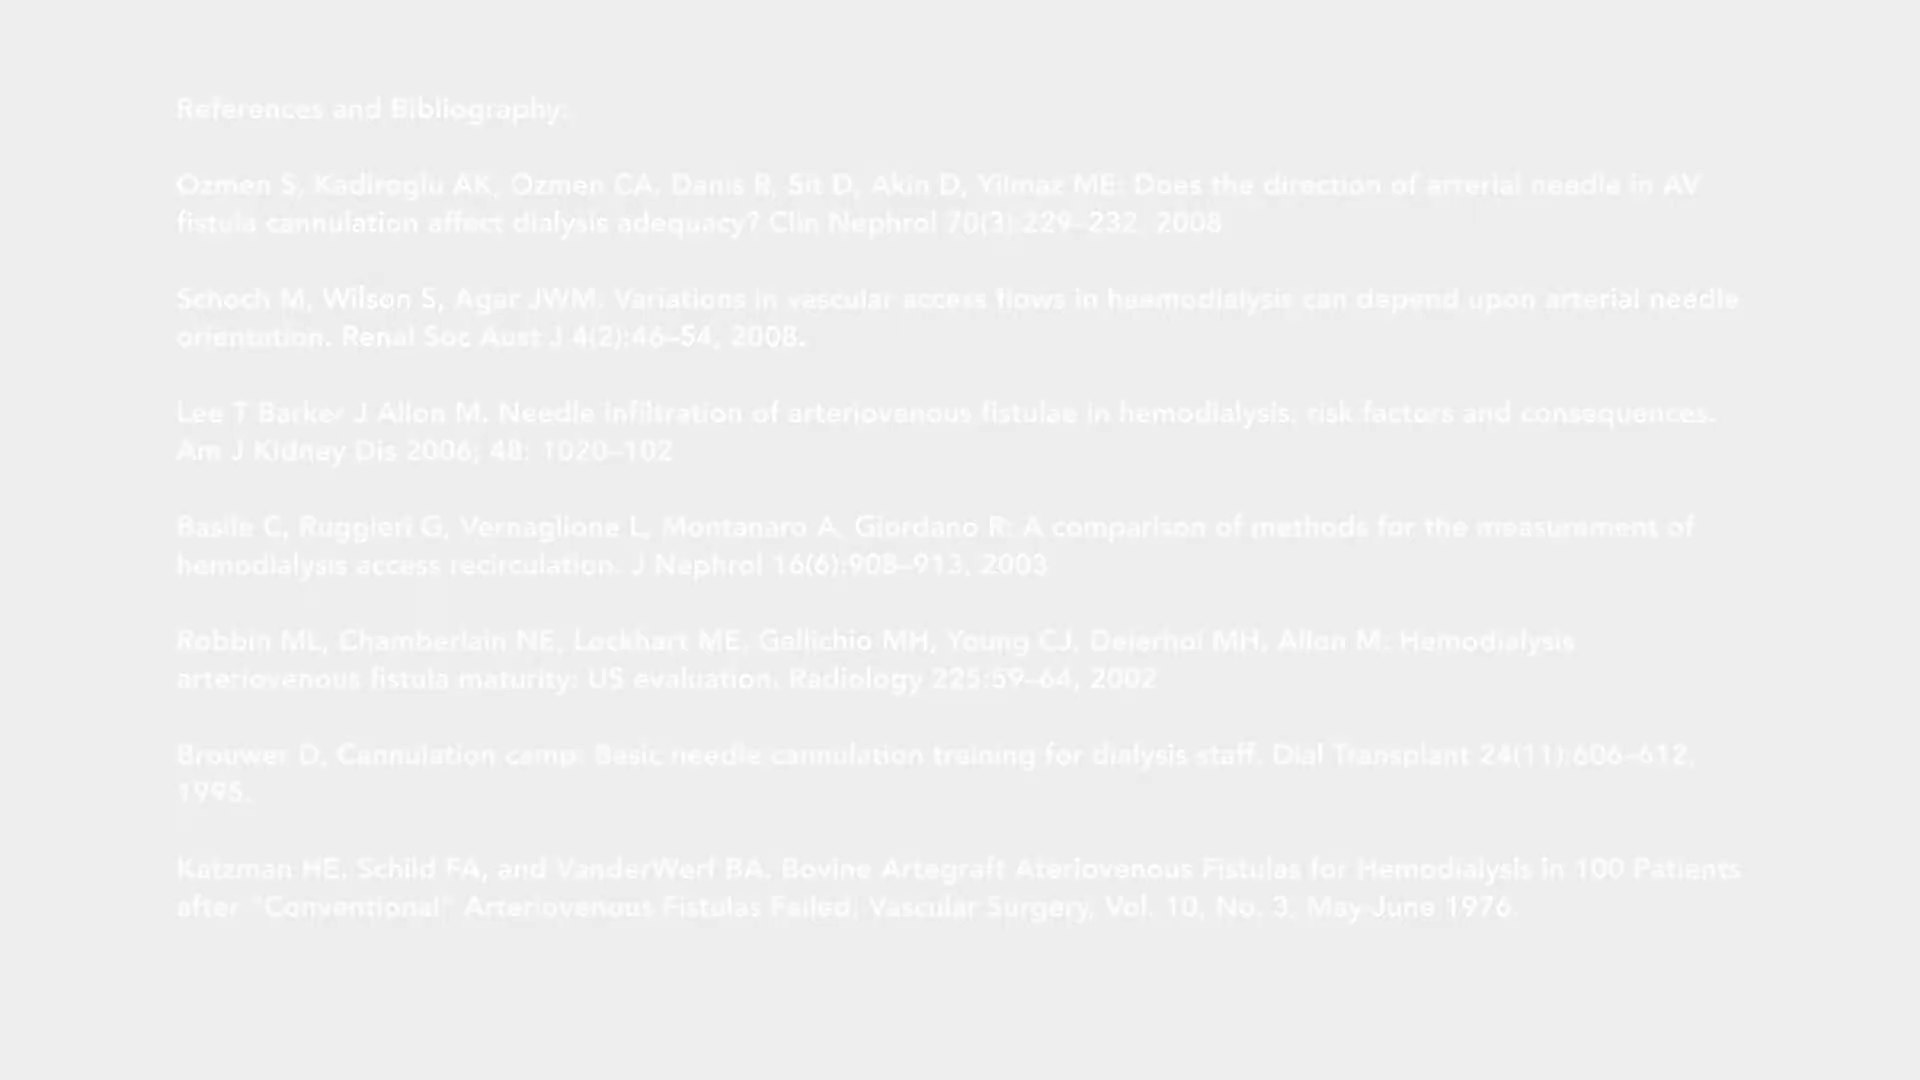 References and Bibliography:
Ozmen S, Kadiroglu AK, Ozmen CA, Danis R, Sit D, Akin D, Yilmaz ME: Does the direction of arterial needle in AV
fistula cannulation affect dialysis adequacy? Clin Nephrol 70(3):229–232, 2008
Schoch M, Wilson S, Agar JWM: Variations in vascular access flows in haemodialysis can depend upon arterial needle
orientation. Renal Soc Aust J 4(2):46–54, 2008.
Lee T Barker J Allon M. Needle infiltration of arteriovenous fistulae in hemodialysis: risk factors and consequences.
Am J Kidney Dis 2006; 48: 1020–102
Basile C, Ruggieri G, Vernaglione L, Montanaro A, Giordano R: A comparison of methods for the measurement of
hemodialysis access recirculation. J Nephrol 16(6):908–913, 2003
Robbin ML, Chamberlain NE, Lockhart ME, Gallichio MH, Young CJ, Deierhoi MH, Allon M: Hemodialysis
arteriovenous fistula maturity: US evaluation. Radiology 225:59–64, 2002
Brouwer D, Cannulation camp: Basic needle cannulation training for dialysis staff. Dial Transplant 24(11):606–612,
1995.
Katzman HE. Schild FA, and VanderWerf BA. Bovine Artegraft Ateriovenous Fistulas for Hemodialysis in 100 Patients
after "Conventional" Arteriovenous Fistulas Failed; Vascular Surgery, Vol. 10, No. 3, May-June 1976.